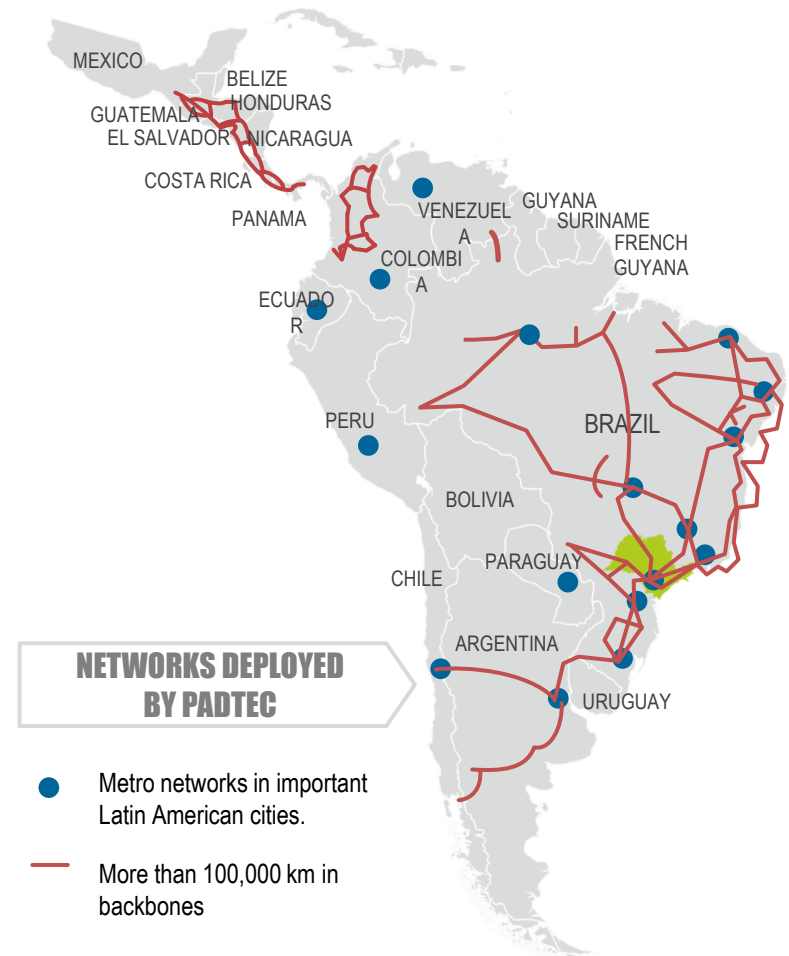 MEXICO
BELIZE
HONDURAS
GUATEMALA
EL SALVADOR
NICARAGUA
COSTA RICA
PANAMA
VENEZUEL
A
GUYANA
SURINAME
FRENCH
GUYANA
COLOMBI
A
ECUADO
R
PERU
BRAZIL
BOLIVIA
PARAGUAY
CHILE
ARGENTINA
URUGUAY
NETWORKS DEPLOYED
BY PADTEC
Metro networks in important
Latin American cities.
More than 100,000 km in
backbones